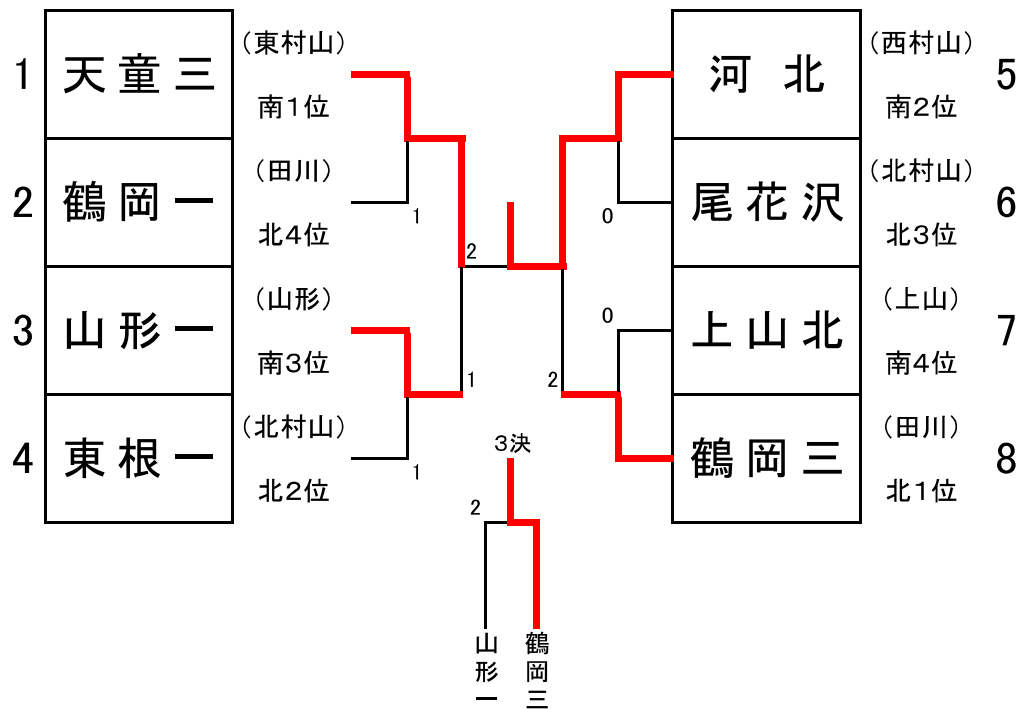 1 天童三 (東村山) 南1位
2 鶴岡一 (田川) 北4位
3 山形一 (山形) 南3位
4 東根一 (北村山) 北2位
1
2
1
1
河北 (西村山) 南2位 5
尾花沢 (北村山) 北3位 6
上山北 (上山) 南4位 7
鶴岡三 (田川) 北1位 8
0
0
2
3決
2
山形一
鶴岡三